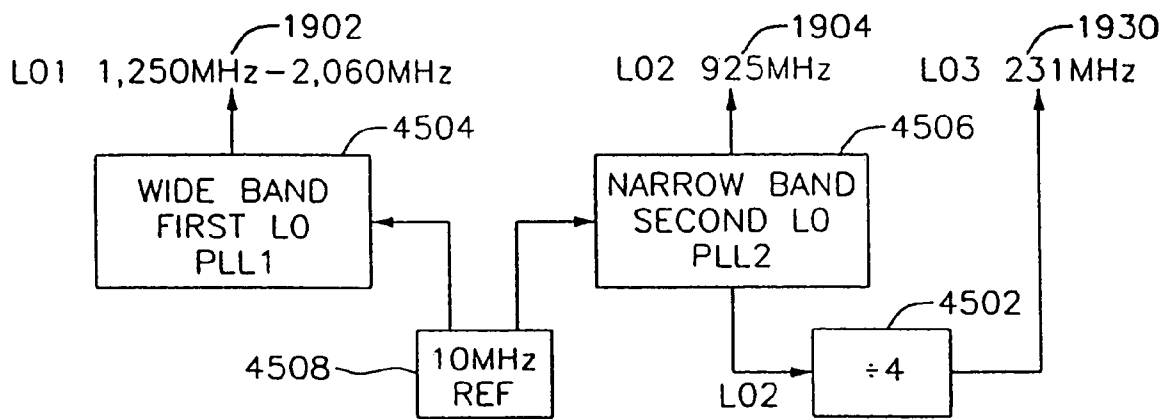 1902
LO1 1,250MHz-2,060MHz
1904
LO2 925MHz
1930
LO3 231MHz
4504
WIDE BAND
FIRST LO
PLL1
4506
NARROW BAND
SECOND LO
PLL2
4508
10MHz
REF
LO2
4502
÷4